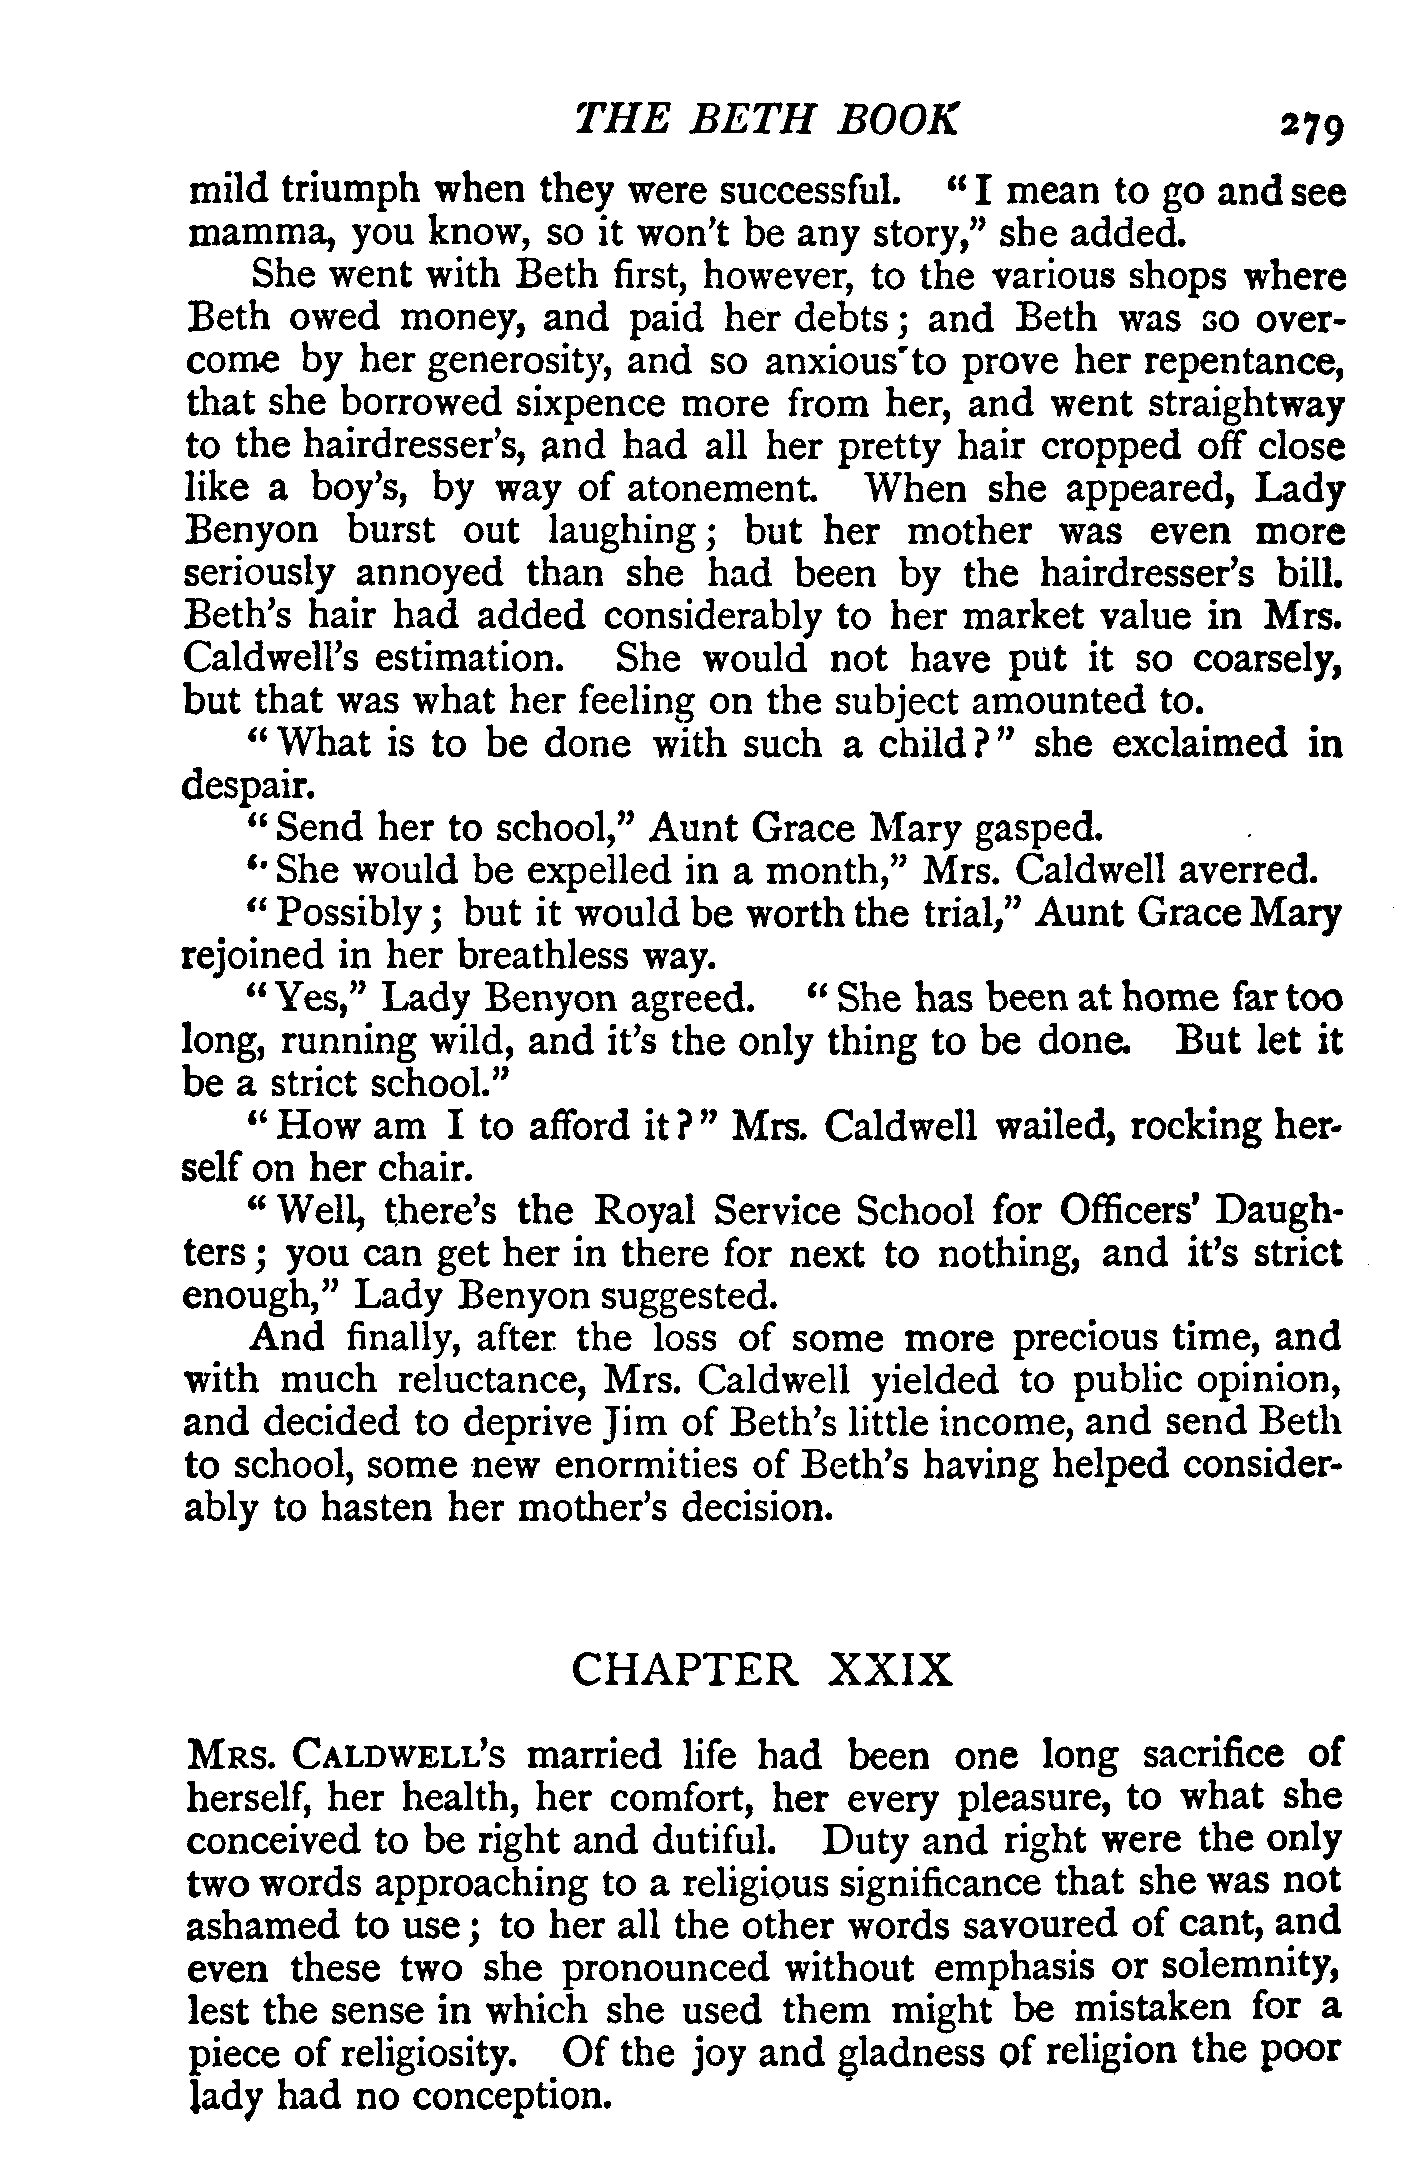 THE BETH BOOK 279
mild triumph when they were successful. "I mean to go and see
mamma, you know, so it won't be any story," she added.
She went with Beth first, however, to the various shops where
Beth owed money, and paid her debts; and Beth was so over-
come by her generosity, and so anxious to prove her repentance,
that she borrowed sixpence more from her, and went straightway
to the hairdresser's, and had all her pretty hair cropped off close
like a boy's, by way of atonement. When she appeared, Lady
Benyon burst out laughing; but her mother was even more
seriously annoyed than she had been by the hairdresser's bill.
Beth's hair had added considerably to her market value in Mrs.
Caldwell's estimation. She would not have put it so coarsely,
but that was what her feeling on the subject amounted to.
"What is to be done with such a child?" she exclaimed in
despair.
"Send her to school," Aunt Grace Mary gasped.
"She would be expelled in a month," Mrs. Caldwell averred.
"Possibly; but it would be worth the trial," Aunt Grace Mary
rejoined in her breathless way.
"Yes," Lady Benyon agreed. "She has been at home far too
long, running wild, and it's the only thing to be done. But let it
be a strict school."
"How am I to afford it?" Mrs. Caldwell wailed, rocking her-
self on her chair.
"Well, there's the Royal Service School for Officers' Daugh-
ters; you can get her in there for next to nothing, and it's strict
enough," Lady Benyon suggested.
And finally, after the loss of some more precious time, and
with much reluctance, Mrs. Caldwell yielded to public opinion,
and decided to deprive Jim of Beth's little income, and send Beth
to school, some new enormities of Beth's having helped consider-
ably to hasten her mother's decision.
CHAPTER XXIX
MRS. CALDWELL'S married life had been one long sacrifice of
herself, her health, her comfort, her every pleasure, to what she
conceived to be right and dutiful. Duty and right were the only
two words approaching to a religious significance that she was not
ashamed to use; to her all the other words savoured of cant, and
even these two she pronounced without emphasis or solemnity,
lest the sense in which she used them might be mistaken for a
piece of religiosity. Of the joy and gladness of religion the poor
lady had no conception.